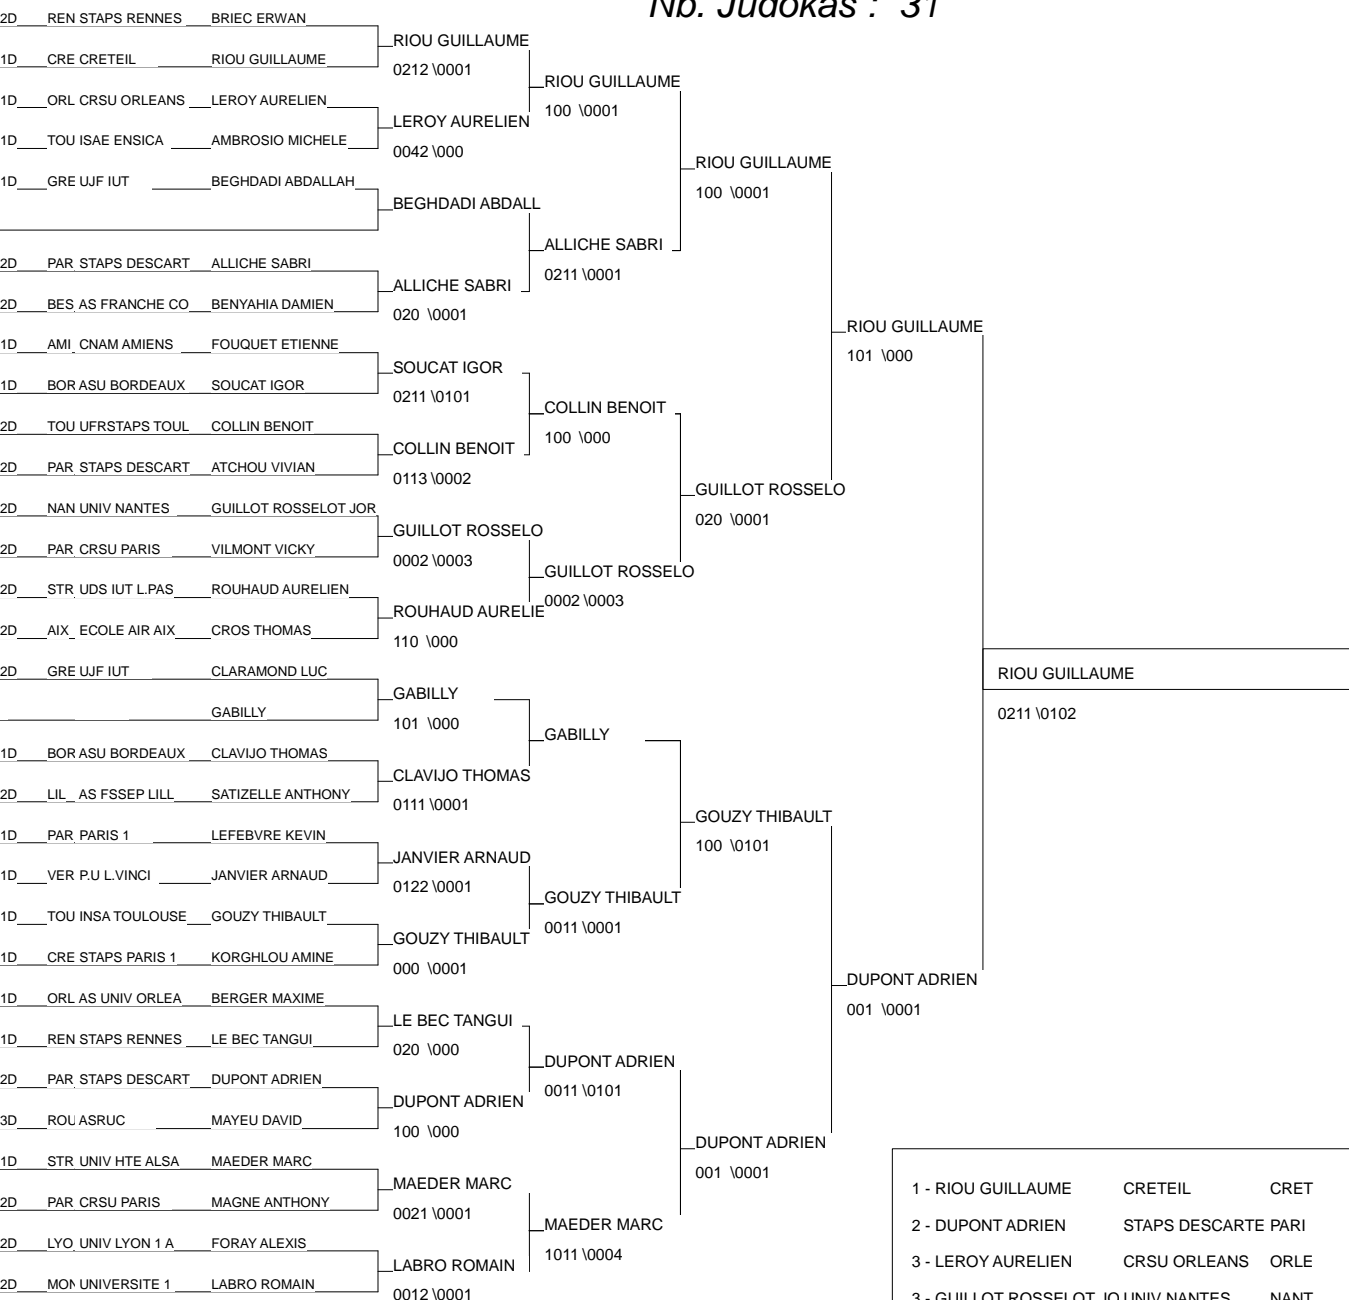 Nb. Judokas : 31
2D REN STAPS RENNES BRIEC ERWAN
RIOU GUILLAUME
1D CRE CRETEIL RIOU GUILLAUME
0212 \0001
RIOU GUILLAUME
1D ORL CRSU ORLEANS LEROY AURELIEN
100 \0001
LEROY AURELIEN
1D TOU ISAE ENSICA AMBROSIO MICHELE
0042 \000
RIOU GUILLAUME
1D GRE UJF IUT BEGHDADI ABDALLAH
100 \0001
BEGHDADI ABDALL
ALLICHE SABRI
2D PAR STAPS DESCART ALLICHE SABRI
0211 \0001
ALLICHE SABRI
2D BES AS FRANCHE CO BENYAHIA DAMIEN
020 \0001
RIOU GUILLAUME
1D AMI CNAM AMIENS FOUQUET ETIENNE
101 \000
SOUCAT IGOR
1D BOR ASU BORDEAUX SOUCAT IGOR
0211 \0101
COLLIN BENOIT
2D TOU UFRSTAPS TOUL COLLIN BENOIT
100 \000
COLLIN BENOIT
2D PAR STAPS DESCART ATCHOU VIVIAN
0113 \0002
GUILLOT ROSSELO
2D NAN UNIV NANTES GUILLOT ROSSELOT JOR
020 \0001
GUILLOT ROSSELO
2D PAR CRSU PARIS VILMONT VICKY
0002 \0003
GUILLOT ROSSELO
2D STR UDS IUT L.PAS ROUHAUD AURELIEN
0002 \0003
ROUHAUD AURELIE
2D AIX ECOLE AIR AIX CROS THOMAS
110 \000
2D GRE UJF IUT CLARAMOND LUC
RIOU GUILLAUME
GABILLY
GABILLY
0211 \0102
101 \000
GABILLY
1D BOR ASU BORDEAUX CLAVIJO THOMAS
CLAVIJO THOMAS
2D LIL AS FSSEP LILL SATIZELLE ANTHONY
0111 \0001
GOUZY THIBAULT
1D PAR PARIS 1 LEFEBVRE KEVIN
100 \0101
JANVIER ARNAUD
1D VER P.U L.VINCI JANVIER ARNAUD
0122 \0001
GOUZY THIBAULT
1D TOU INSA TOULOUSE GOUZY THIBAULT
0011 \0001
GOUZY THIBAULT
1D CRE STAPS PARIS 1 KORGHLOU AMINE
000 \0001
DUPONT ADRIEN
1D ORL AS UNIV ORLEA BERGER MAXIME
001 \0001
LE BEC TANGUI
1D REN STAPS RENNES LE BEC TANGUI
020 \000
DUPONT ADRIEN
2D PAR STAPS DESCART DUPONT ADRIEN
0011 \0101
DUPONT ADRIEN
3D ROU ASRUC MAYEU DAVID
100 \000
DUPONT ADRIEN
1D STR UNIV HTE ALSA MAEDER MARC
001 \0001
MAEDER MARC
2D PAR CRSU PARIS MAGNE ANTHONY
0021 \0001
MAEDER MARC
2D LYO UNIV LYON 1 A FORAY ALEXIS
1011 \0004
LABRO ROMAIN
2D MON UNIVERSITE 1 LABRO ROMAIN
0012 \0001
1 - RIOU GUILLAUME CRETEIL CRET
2 - DUPONT ADRIEN STAPS DESCARTE PARI
3 - LEROY AURELIEN CRSU ORLEANS ORLE
3 - GUILLOT ROSSELOT JO UNIV NANTES NANT